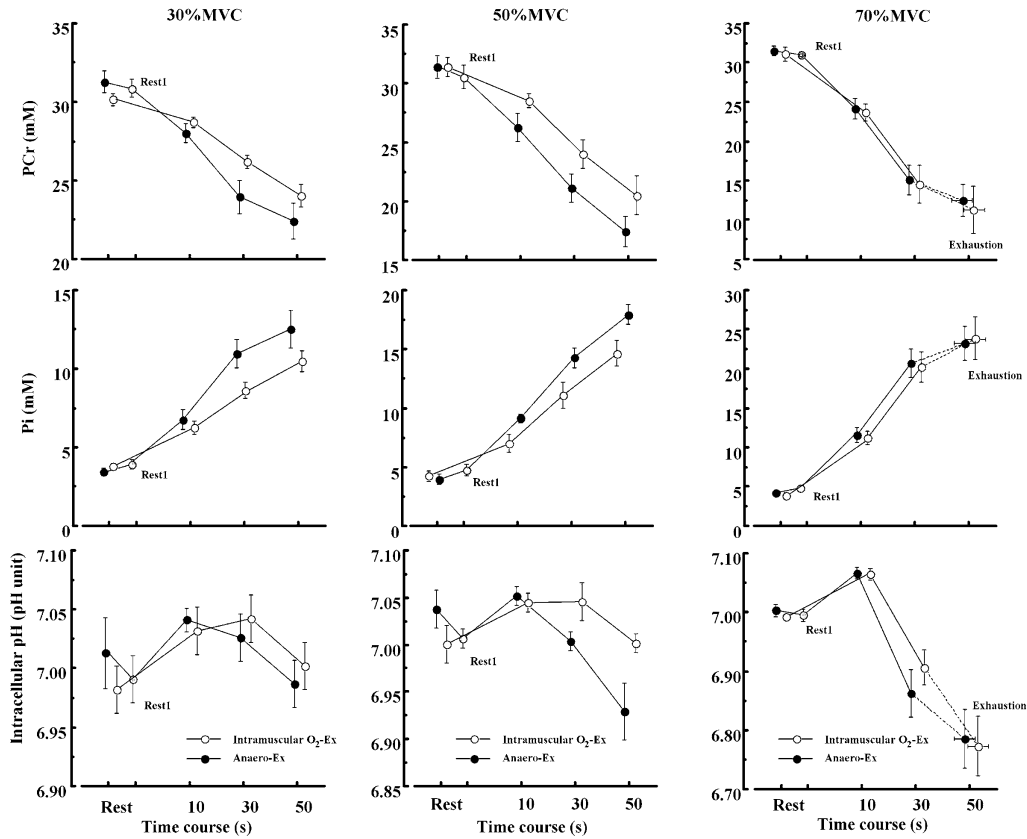 30%MVC
50%MVC
70%MVC
PCr (mM)
35
30
25
20
Rest1
35
30
25
20
15
Rest1
35
30
25
20
15
10
5
Rest1
Exhaustion
Pi (mM)
15
10
5
0
Rest1
20
15
10
5
0
Rest1
30
25
20
15
10
5
0
Rest1
Exhaustion
Intracellular pH (pH unit)
7.10
7.05
7.00
6.95
6.90
Rest1
Intramuscular O2-Ex
Anaero-Ex
Rest 10 30 50
Time course (s)
7.10
7.05
7.00
6.95
6.90
6.85
Rest1
Intramuscular O2-Ex
Anaero-Ex
Rest 10 30 50
Time course (s)
7.10
7.00
6.90
6.80
6.70
Rest1
Exhaustion
Intramuscular O2-Ex
Anaero-Ex
Rest 10 30 50
Time course (s)